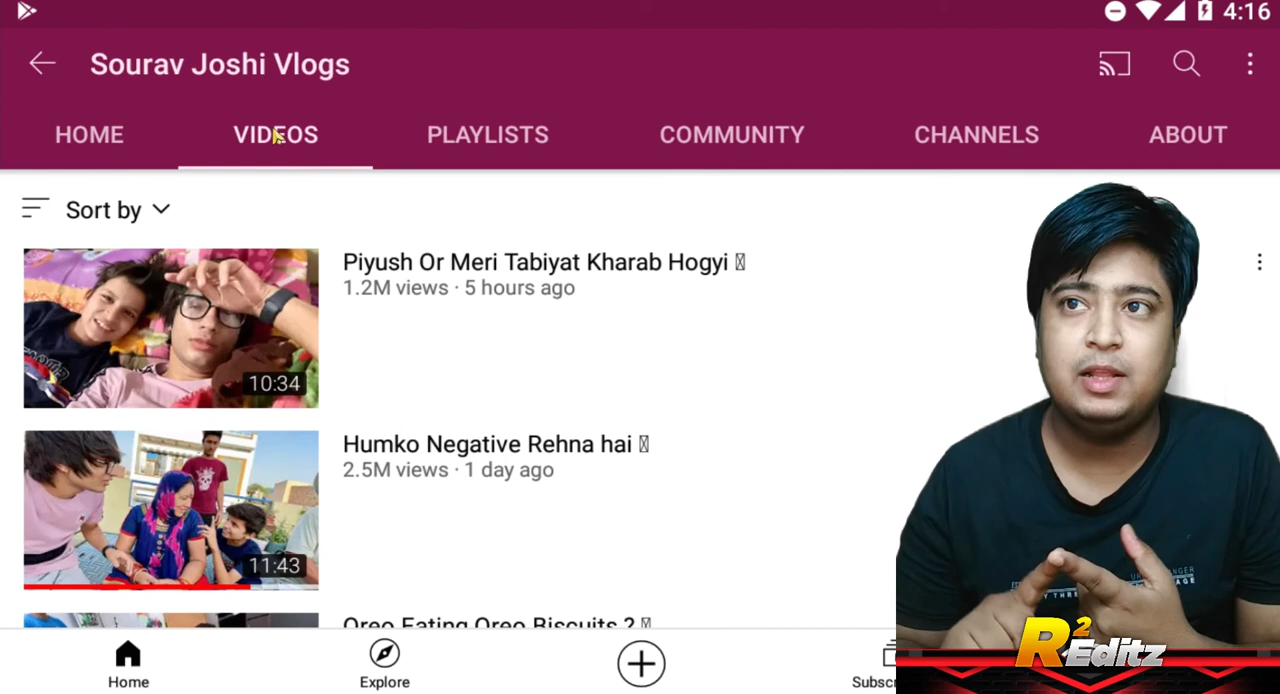 4:16
Sourav Joshi Vlogs
HOME VIDEOS PLAYLISTS COMMUNITY CHANNELS ABOUT
Sort by
Piyush Or Meri Tabiyat Kharab Hogyi
1.2M views · 5 hours ago
10:34
Humko Negative Rehna hai
2.5M views · 1 day ago
11:43
Oreo Eating Oreo Biscuits ?
Home
Explore
R2 Editz